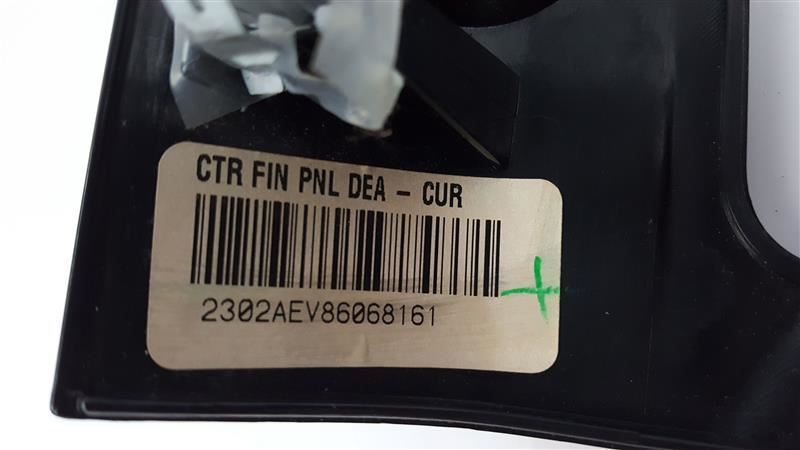 CTR FIN PNL DEA - CUR
2302AEV86068161